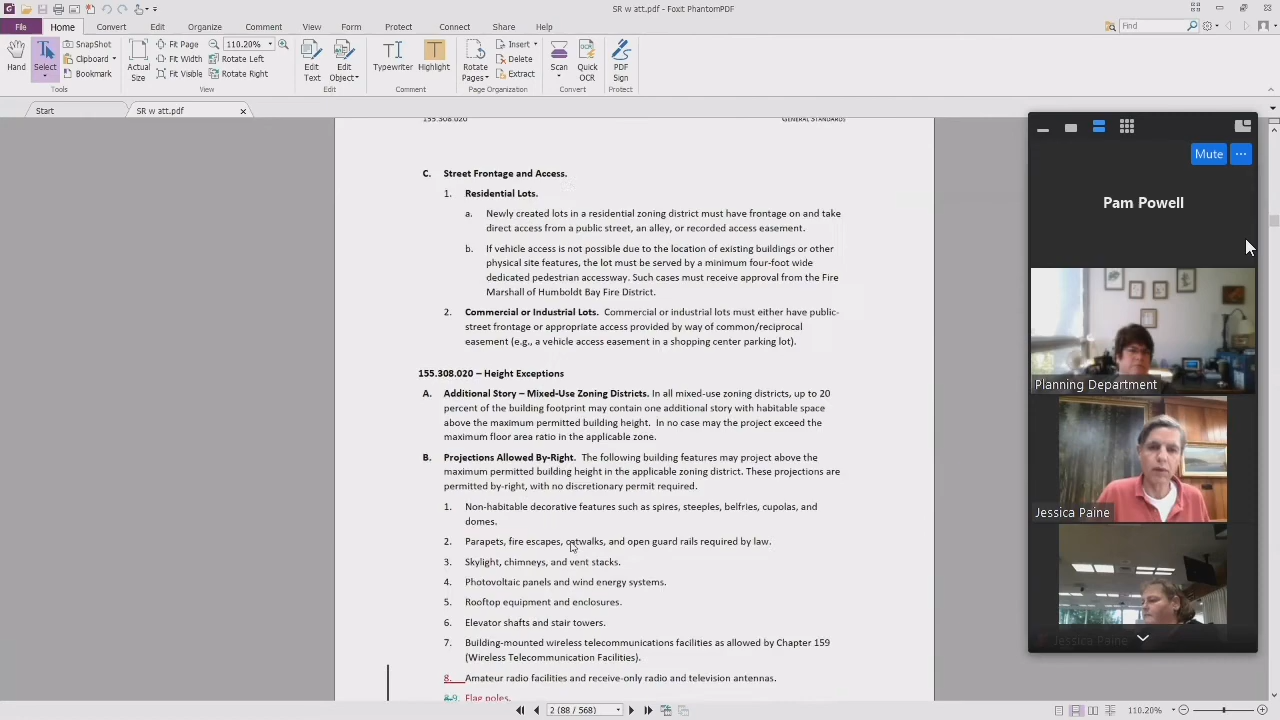 SR w att.pdf - Foxit PhantomPDF
File Home Convert Edit Organize Comment View Form Protect Connect Share Help Find
Hand
Select
SnapShot
Clipboard
Bookmark
Tools
Actual Size
Fit Page
Fit Width
Fit Visible
110.20%
Rotate Left
Rotate Right
View
Edit Text
Edit Object
Edit
Typewriter
Highlight
Comment
Rotate Pages
Insert
Delete
Extract
Page Organization
Scan
Quick OCR
Convert
PDF Sign
Protect
Start SR w att.pdf
155.308.020 GENERAL STANDARDS
C. Street Frontage and Access.
1. Residential Lots.
a. Newly created lots in a residential zoning district must have frontage on and take
direct access from a public street, an alley, or recorded access easement.
b. If vehicle access is not possible due to the location of existing buildings or other
physical site features, the lot must be served by a minimum four-foot wide
dedicated pedestrian accessway. Such cases must receive approval from the Fire
Marshall of Humboldt Bay Fire District.
2. Commercial or Industrial Lots. Commercial or industrial lots must either have public-
street frontage or appropriate access provided by way of common/reciprocal
easement (e.g., a vehicle access easement in a shopping center parking lot).
155.308.020 – Height Exceptions
A. Additional Story – Mixed-Use Zoning Districts. In all mixed-use zoning districts, up to 20
percent of the building footprint may contain one additional story with habitable space
above the maximum permitted building height. In no case may the project exceed the
maximum floor area ratio in the applicable zone.
B. Projections Allowed By-Right. The following building features may project above the
maximum permitted building height in the applicable zoning district. These projections are
permitted by-right, with no discretionary permit required.
1. Non-habitable decorative features such as spires, steeples, belfries, cupolas, and
domes.
2. Parapets, fire escapes, catwalks, and open guard rails required by law.
3. Skylight, chimneys, and vent stacks.
4. Photovoltaic panels and wind energy systems.
5. Rooftop equipment and enclosures.
6. Elevator shafts and stair towers.
7. Building-mounted wireless telecommunications facilities as allowed by Chapter 159
(Wireless Telecommunication Facilities).
8. Amateur radio facilities and receive-only radio and television antennas.
8.9. Flag poles.
Mute ...
Pam Powell
Planning Department
Jessica Paine
Jessica Paine
2 (88 / 568)
110.20%